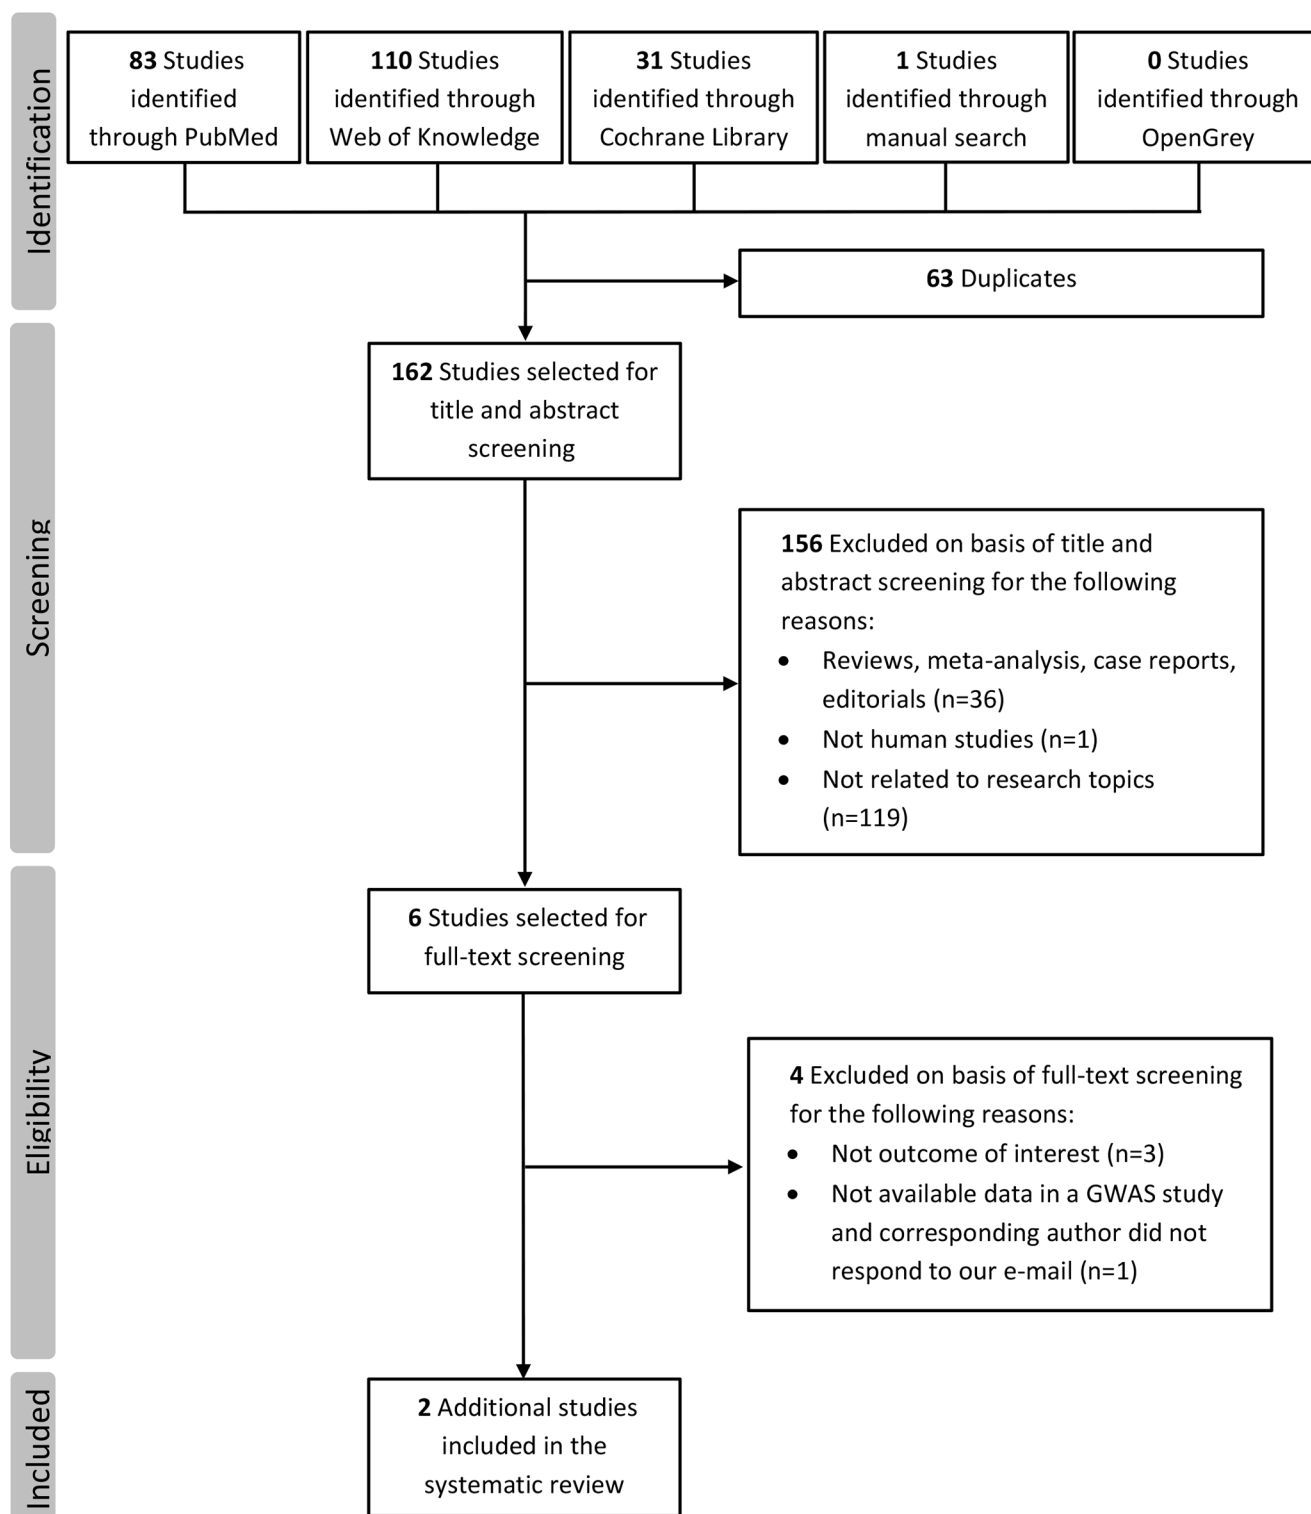 Identification
83 Studies
identified
through PubMed
110 Studies
identified through
Web of Knowledge
31 Studies
identified through
Cochrane Library
1 Studies
identified through
manual search
0 Studies
identified through
OpenGrey
63 Duplicates
Screening
162 Studies selected for
title and abstract
screening
156 Excluded on basis of title and
abstract screening for the following
reasons:
• Reviews, meta-analysis, case reports,
editorials (n=36)
• Not human studies (n=1)
• Not related to research topics
(n=119)
Eligibility
6 Studies selected for
full-text screening
4 Excluded on basis of full-text screening
for the following reasons:
• Not outcome of interest (n=3)
• Not available data in a GWAS study
and corresponding author did not
respond to our e-mail (n=1)
Included
2 Additional studies
included in the
systematic review